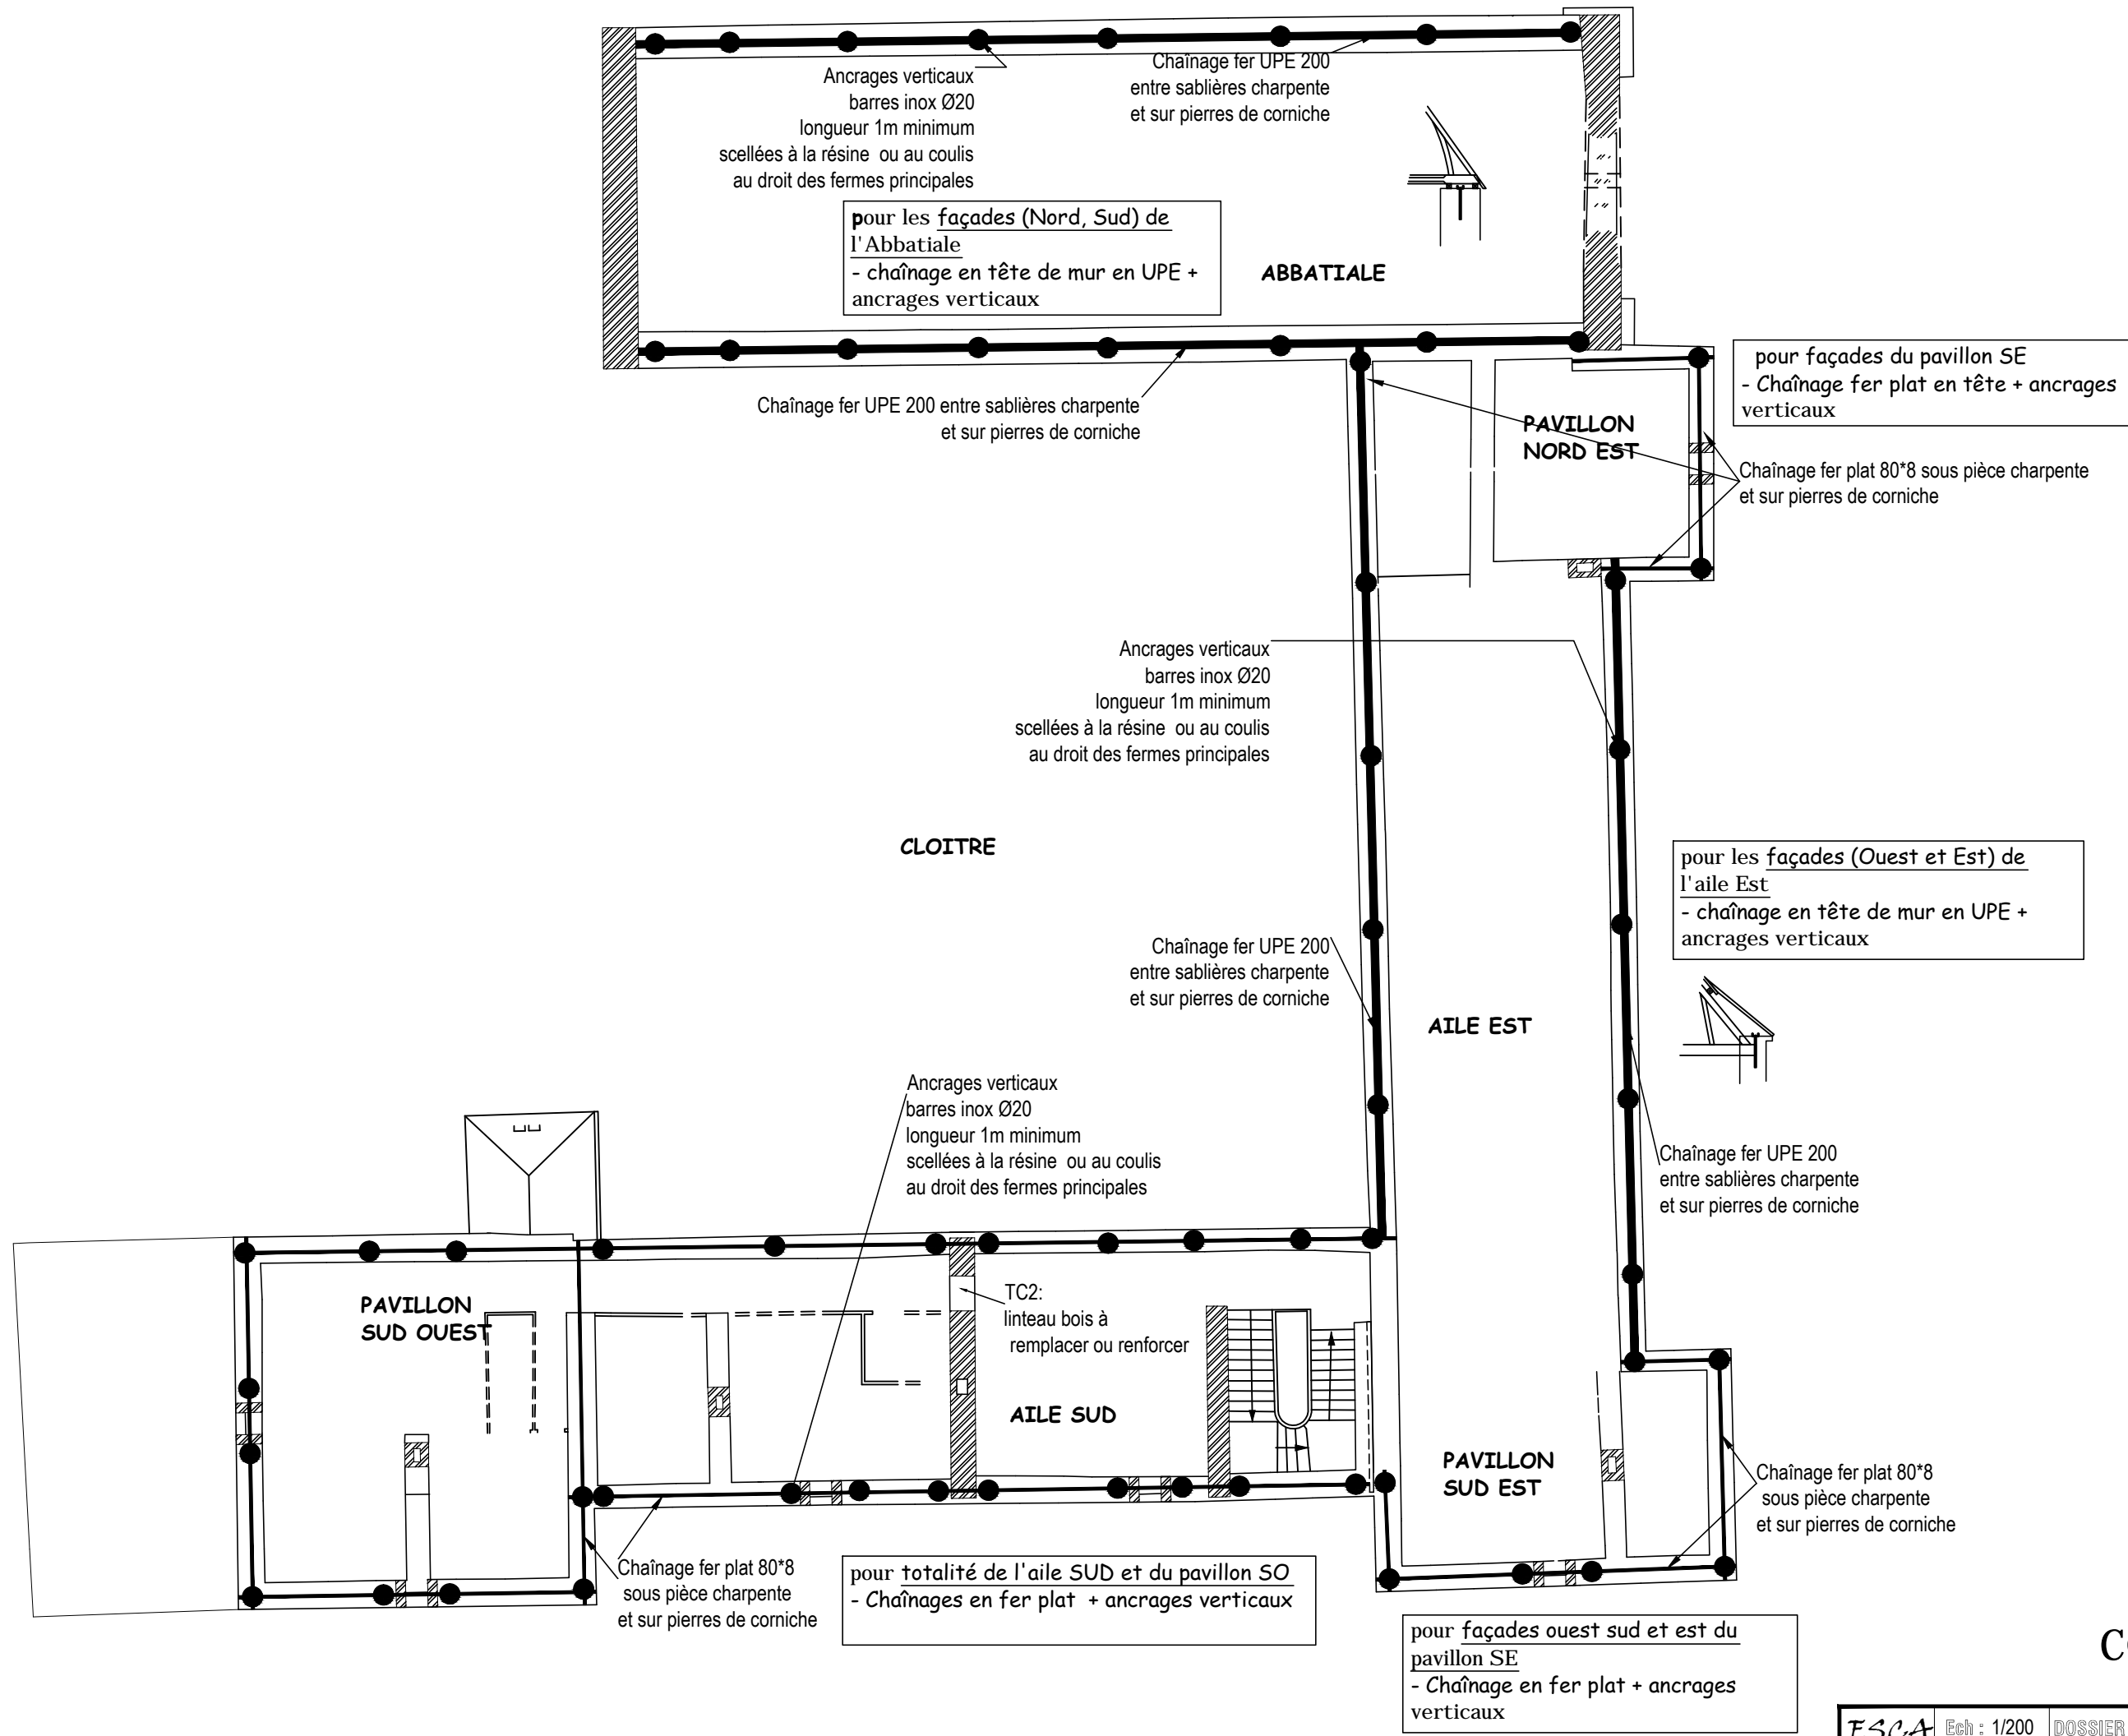 Ancrages verticaux
barres inox Ø20
longueur 1m minimum
scellées à la résine ou au coulis
au droit des fermes principales
Chaînage fer UPE 200
entre sablières charpente
et sur pierres de corniche
pour les façades (Nord, Sud) de
l'Abbatiale
- chaînage en tête de mur en UPE +
ancrages verticaux
ABBATIALE
pour façades du pavillon SE
- Chaînage fer plat en tête + ancrages
verticaux
Chaînage fer UPE 200 entre sablières charpente
et sur pierres de corniche
PAVILLON
NORD EST
Chaînage fer plat 80*8 sous pièce charpente
et sur pierres de corniche
Ancrages verticaux
barres inox Ø20
longueur 1m minimum
scellées à la résine ou au coulis
au droit des fermes principales
CLOITRE
pour les façades (Ouest et Est) de
l'aile Est
- chaînage en tête de mur en UPE +
ancrages verticaux
Chaînage fer UPE 200
entre sablières charpente
et sur pierres de corniche
AILE EST
Ancrages verticaux
barres inox Ø20
longueur 1m minimum
scellées à la résine ou au coulis
au droit des fermes principales
Chaînage fer UPE 200
entre sablières charpente
et sur pierres de corniche
PAVILLON
SUD OUEST
TC2:
linteau bois à
remplacer ou renforcer
AILE SUD
PAVILLON
SUD EST
Chaînage fer plat 80*8
sous pièce charpente
et sur pierres de corniche
Chaînage fer plat 80*8
sous pièce charpente
et sur pierres de corniche
pour totalité de l'aile SUD et du pavillon SO
- Chaînages en fer plat + ancrages verticaux
pour façades ouest sud et est du
pavillon SE
- Chaînage en fer plat + ancrages
verticaux
ESCA Ech : 1/200 DOSSIER